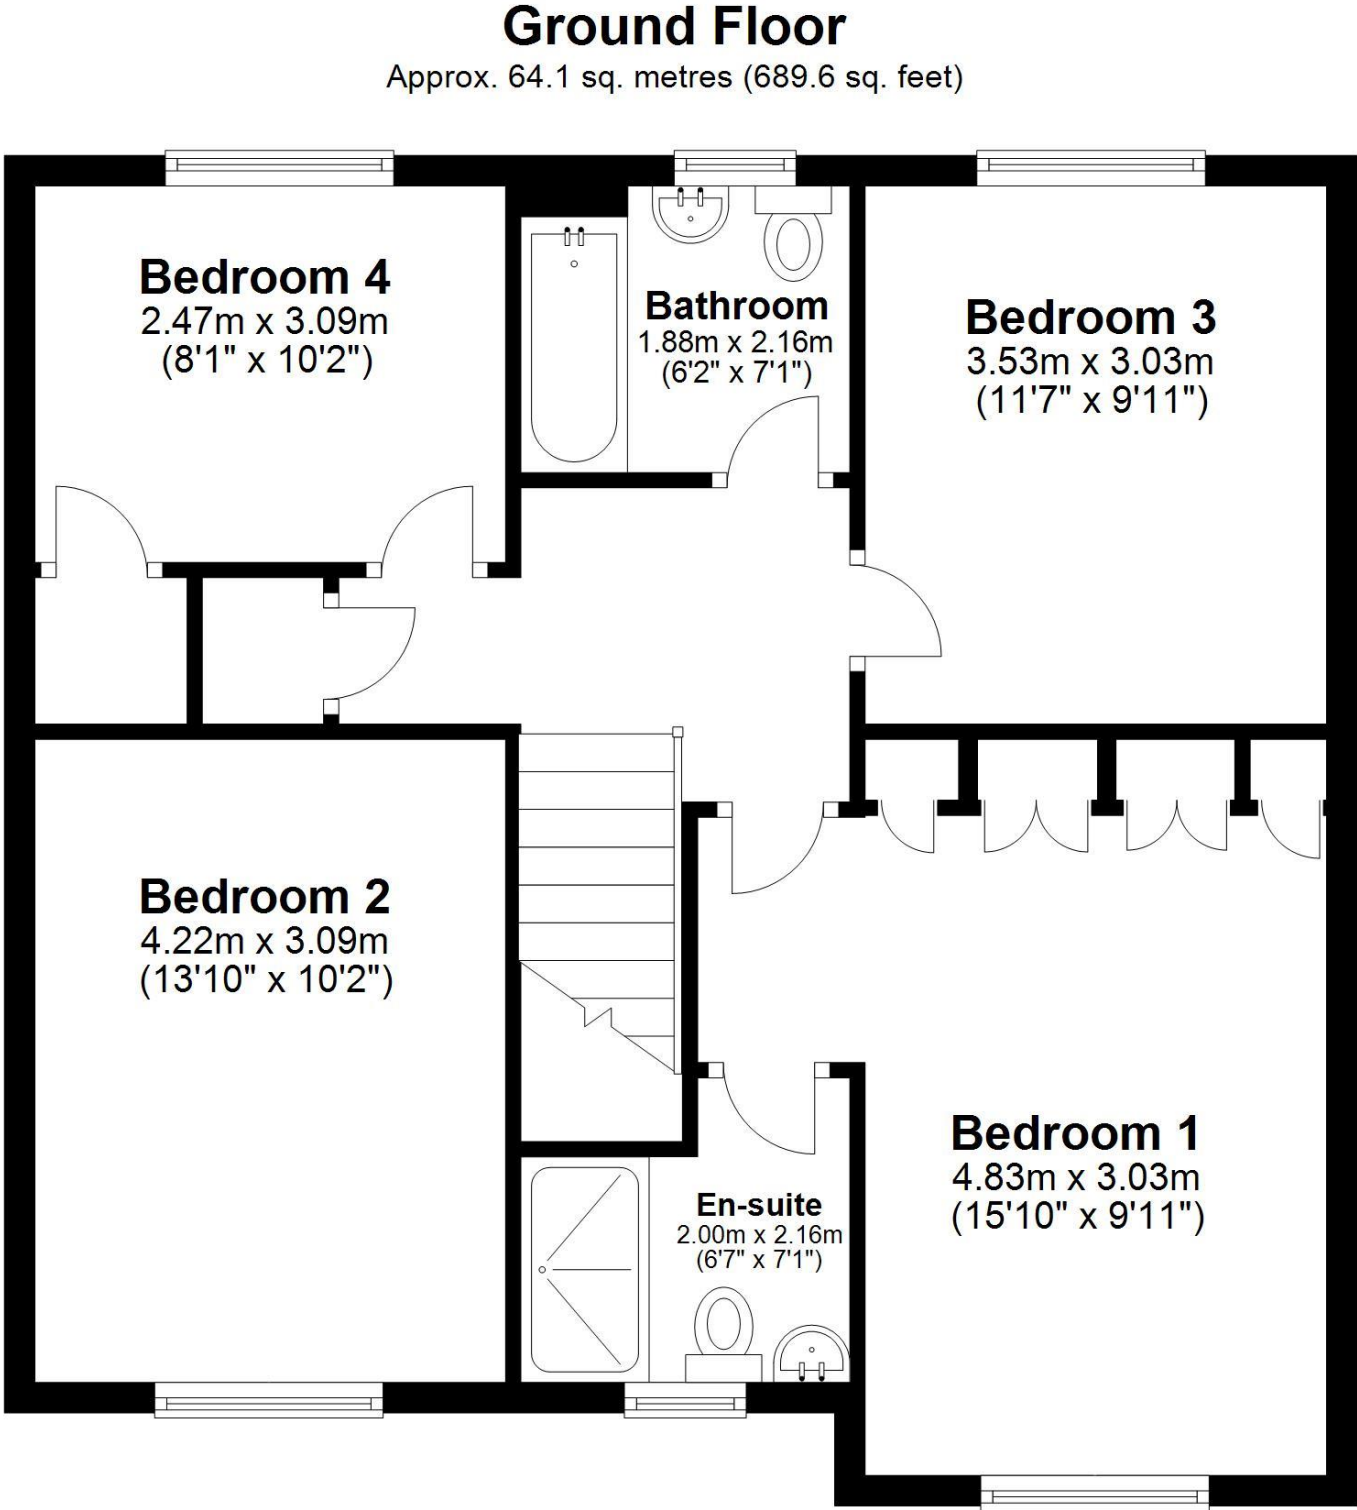 Ground Floor
Approx. 64.1 sq. metres (689.6 sq. feet)
Bedroom 4
2.47m x 3.09m
(8'1" x 10'2")
Bathroom
1.88m x 2.16m
(6'2" x 7'1")
Bedroom 3
3.53m x 3.03m
(11'7" x 9'11")
Bedroom 2
4.22m x 3.09m
(13'10" x 10'2")
Bedroom 1
4.83m x 3.03m
(15'10" x 9'11")
En-suite
2.00m x 2.16m
(6'7" x 7'1")